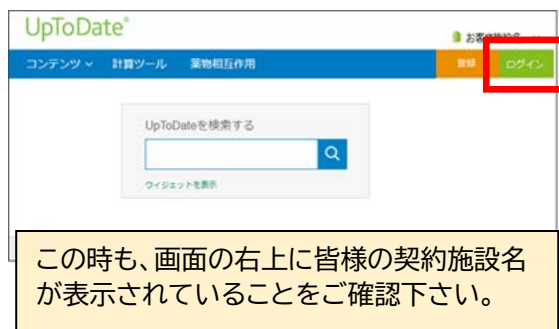 UpToDate®
お客様施設名
コンテンツ 計算ツール 薬物相互作用 登録 ログイン
UpToDateを検索する
ウィジェットを表示
この時も、画面の右上に皆様の契約施設名
が表示されていることをご確認下さい。